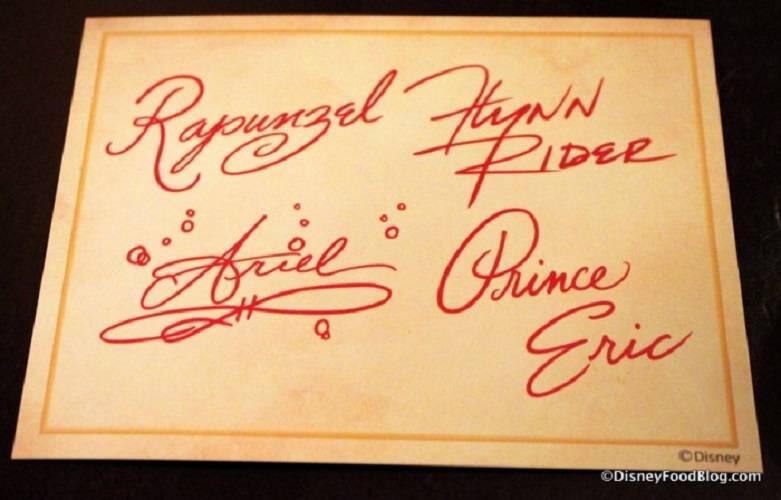 Rapunzel Flynn
Rider
Ariel Prince
Eric
©Disney
©DisneyFoodBlog.com